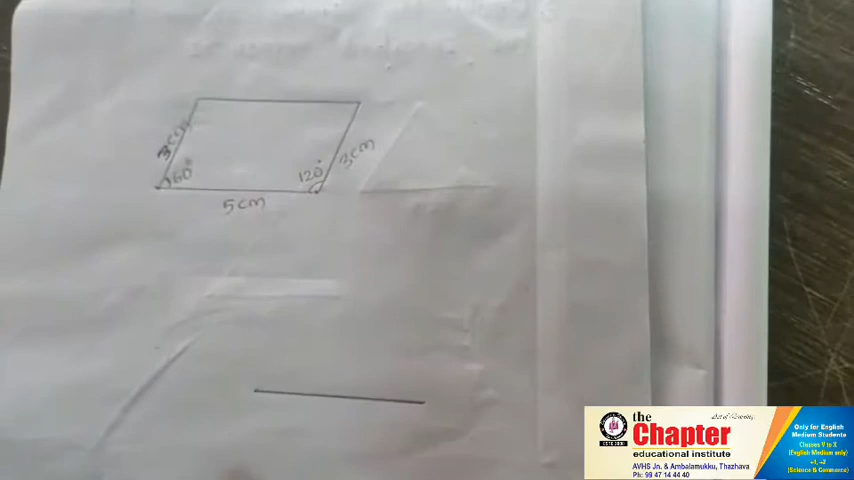 3cm
60°
120°
3cm
5cm
the
Chapter
educational institute
AVHS Jn. & Ambalamukku, Thazhava
Ph: 99 47 14 44 40
Only for English
Medium Students
Classes V to X
(English Medium only)
+1, +2
(Science & Commerce)